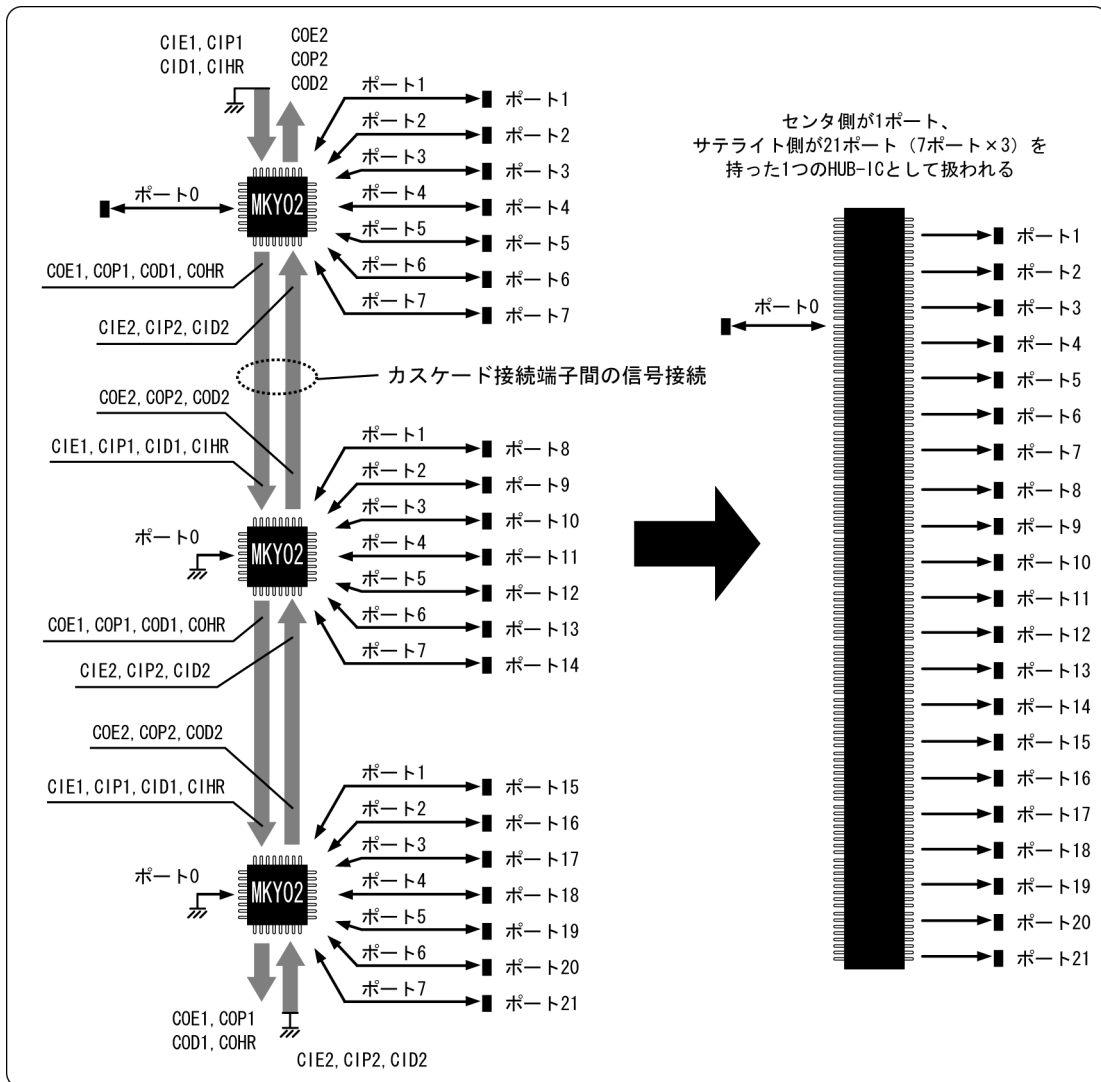 CIE1, CIP1
CID1, CIHR
COE2
COP2
COD2
ポート0
MKY02
ポート1
ポート2
ポート3
ポート4
ポート5
ポート6
ポート7
ポート1
ポート2
ポート3
ポート4
ポート5
ポート6
ポート7
COE1, COP1, COD1, COHR
CIE2, CIP2, CID2
カスケード接続端子間の信号接続
COE2, COP2, COD2
CIE1, CIP1, CID1, CIHR
ポート0
MKY02
ポート1
ポート2
ポート3
ポート4
ポート5
ポート6
ポート7
ポート8
ポート9
ポート10
ポート11
ポート12
ポート13
ポート14
COE1, COP1, COD1, COHR
CIE2, CIP2, CID2
COE2, COP2, COD2
CIE1, CIP1, CID1, CIHR
ポート0
MKY02
ポート1
ポート2
ポート3
ポート4
ポート5
ポート6
ポート7
ポート15
ポート16
ポート17
ポート18
ポート19
ポート20
ポート21
COE1, COP1
COD1, COHR
CIE2, CIP2, CID2
センタ側が1ポート、
サテライト側が21ポート（7ポート×3）を
持った1つのHUB-ICとして扱われる
ポート0
ポート1
ポート2
ポート3
ポート4
ポート5
ポート6
ポート7
ポート8
ポート9
ポート10
ポート11
ポート12
ポート13
ポート14
ポート15
ポート16
ポート17
ポート18
ポート19
ポート20
ポート21